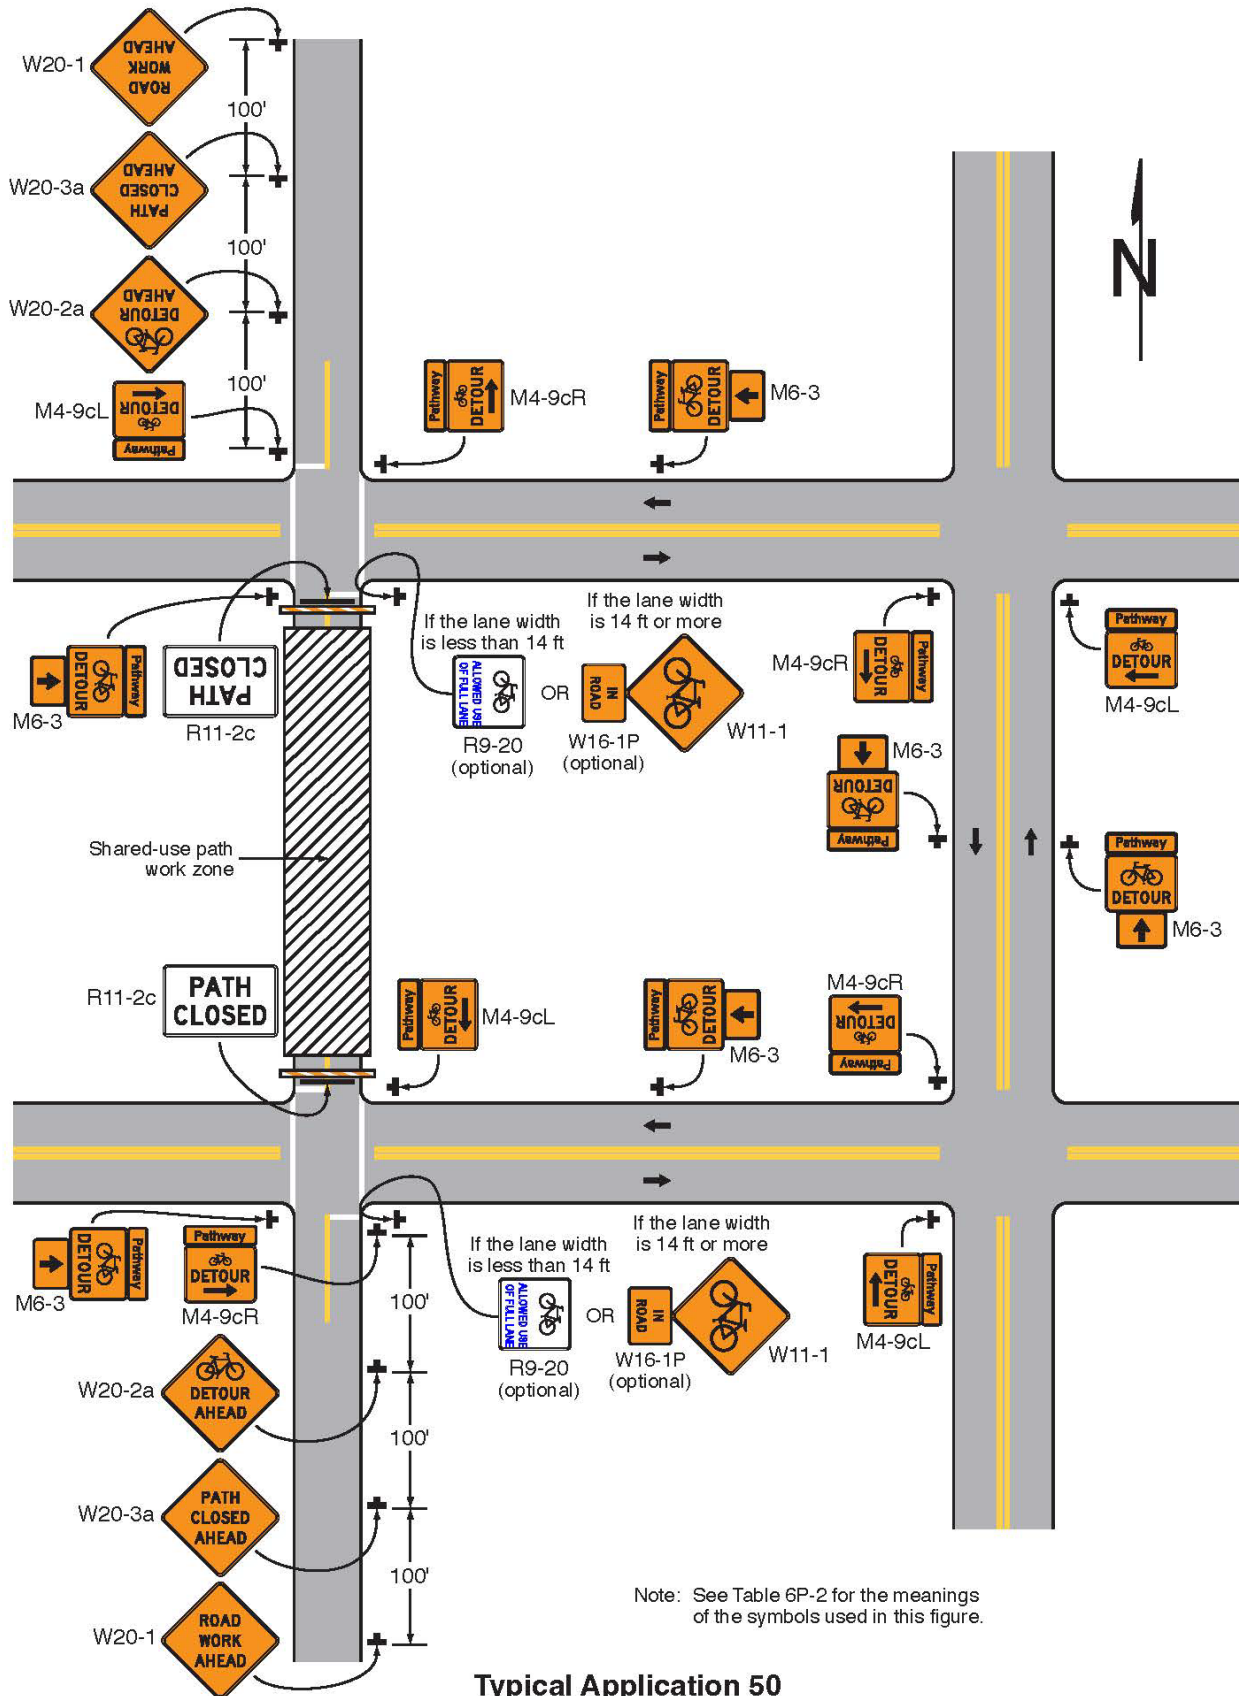 W20-1
ROAD
WORK
AHEAD
100'
W20-3a
PATH
CLOSED
AHEAD
100'
W20-2a
DETOUR
AHEAD
100'
M4-9cL
DETOUR
Pathway
Pathway
DETOUR
M4-9cR
Pathway
DETOUR
M6-3
N
Pathway
DETOUR
M6-3
PATH
CLOSED
R11-2c
If the lane width
is less than 14 ft
ALLOWED USE
OF FULL LANE
R9-20
(optional)
OR
If the lane width
is 14 ft or more
IN
ROAD
W16-1P
(optional)
W11-1
Pathway
DETOUR
M4-9cR
Pathway
DETOUR
M4-9cL
M6-3
DETOUR
Pathway
Shared-use path
work zone
Pathway
DETOUR
M6-3
R11-2c
PATH
CLOSED
Pathway
DETOUR
M4-9cL
Pathway
DETOUR
M6-3
M4-9cR
DETOUR
Pathway
Pathway
DETOUR
M6-3
Pathway
DETOUR
M4-9cR
100'
If the lane width
is less than 14 ft
ALLOWED USE
OF FULL LANE
R9-20
(optional)
OR
If the lane width
is 14 ft or more
IN
ROAD
W16-1P
(optional)
W11-1
Pathway
DETOUR
M4-9cL
W20-2a
DETOUR
AHEAD
100'
W20-3a
PATH
CLOSED
AHEAD
100'
W20-1
ROAD
WORK
AHEAD
Note: See Table 6P-2 for the meanings
of the symbols used in this figure.
Typical Application 50